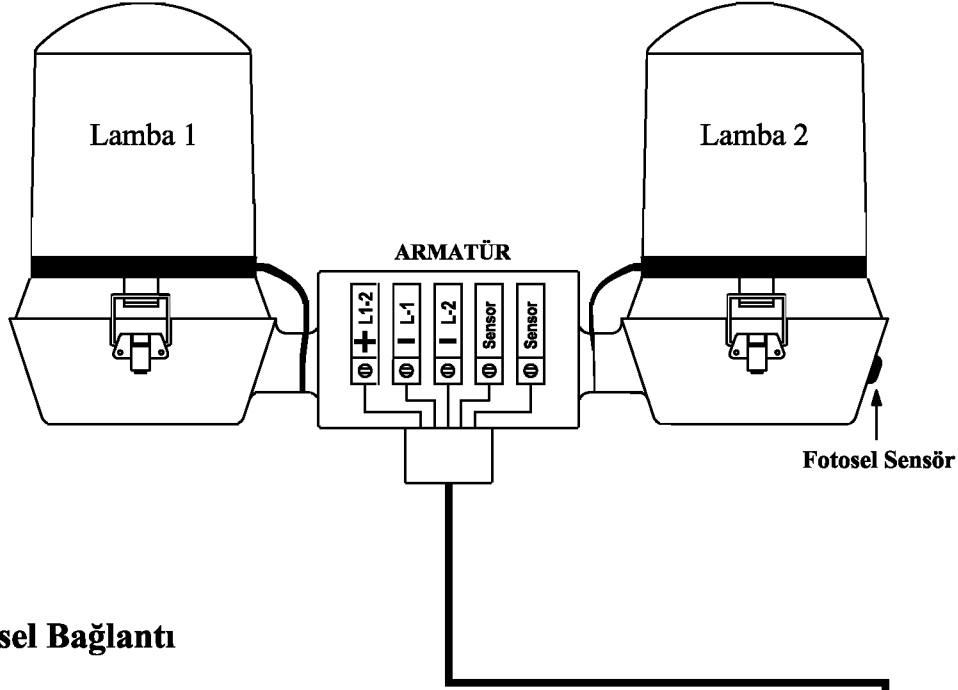 Lamba 1
Lamba 2
ARMATÜR
+ L1-2
- L-1
- L-2
Sensor
Sensor
Fotosel Sensör
sel Bağlantı